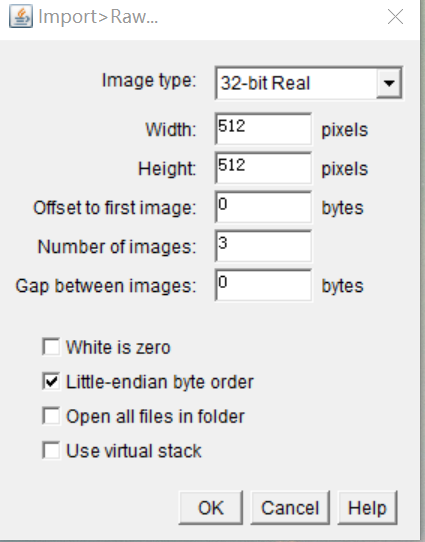 Import>Raw...
Image type: 32-bit Real
Width: 512 pixels
Height: 512 pixels
Offset to first image: 0 bytes
Number of images: 3
Gap between images: 0 bytes
White is zero
Little-endian byte order
Open all files in folder
Use virtual stack
OK Cancel Help